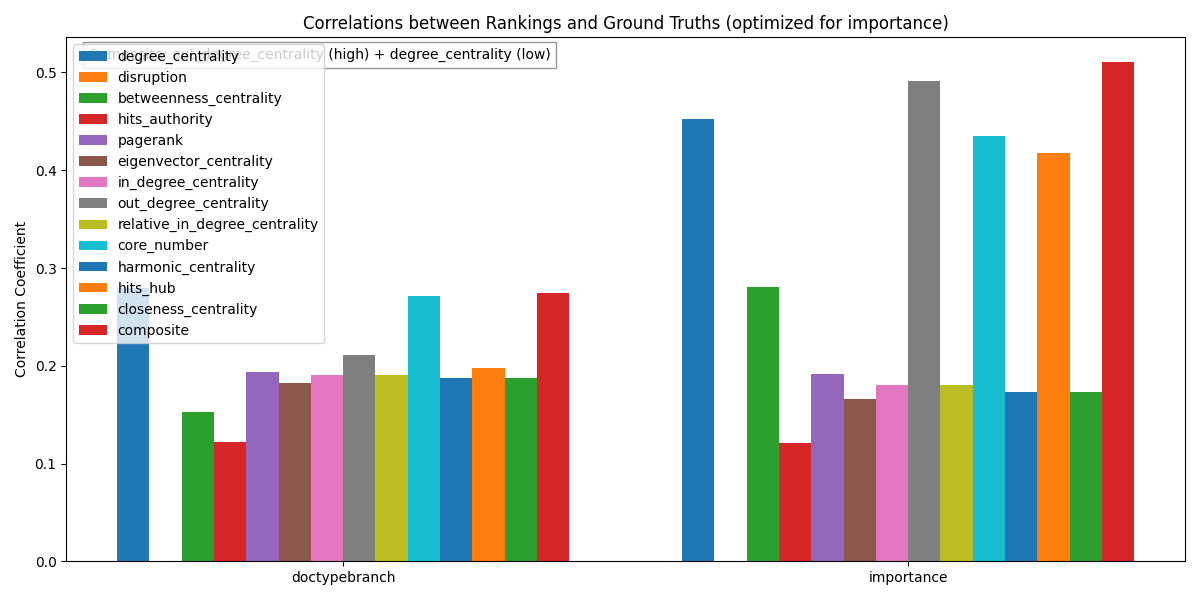 Correlations between Rankings and Ground Truths (optimized for importance)
Composite: out_degree_centrality (high) + degree_centrality (low)
degree_centrality
disruption
betweenness_centrality
hits_authority
pagerank
eigenvector_centrality
in_degree_centrality
out_degree_centrality
relative_in_degree_centrality
core_number
harmonic_centrality
hits_hub
closeness_centrality
composite
Correlation Coefficient
0.5
0.4
0.3
0.2
0.1
0.0
doctypebranch
importance